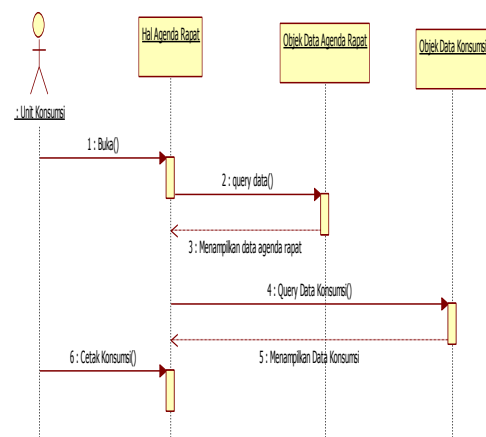 Hal Agenda Rapat
Objek Data Agenda Rapat
Objek Data Konsumsi
: Unit Konsumsi
1 : Buka()
2 : query data()
3 : Menampilkan data agenda rapat
4 : Query Data Konsumsi()
5 : Menampilkan Data Konsumsi
6 : Cetak Konsumsi()